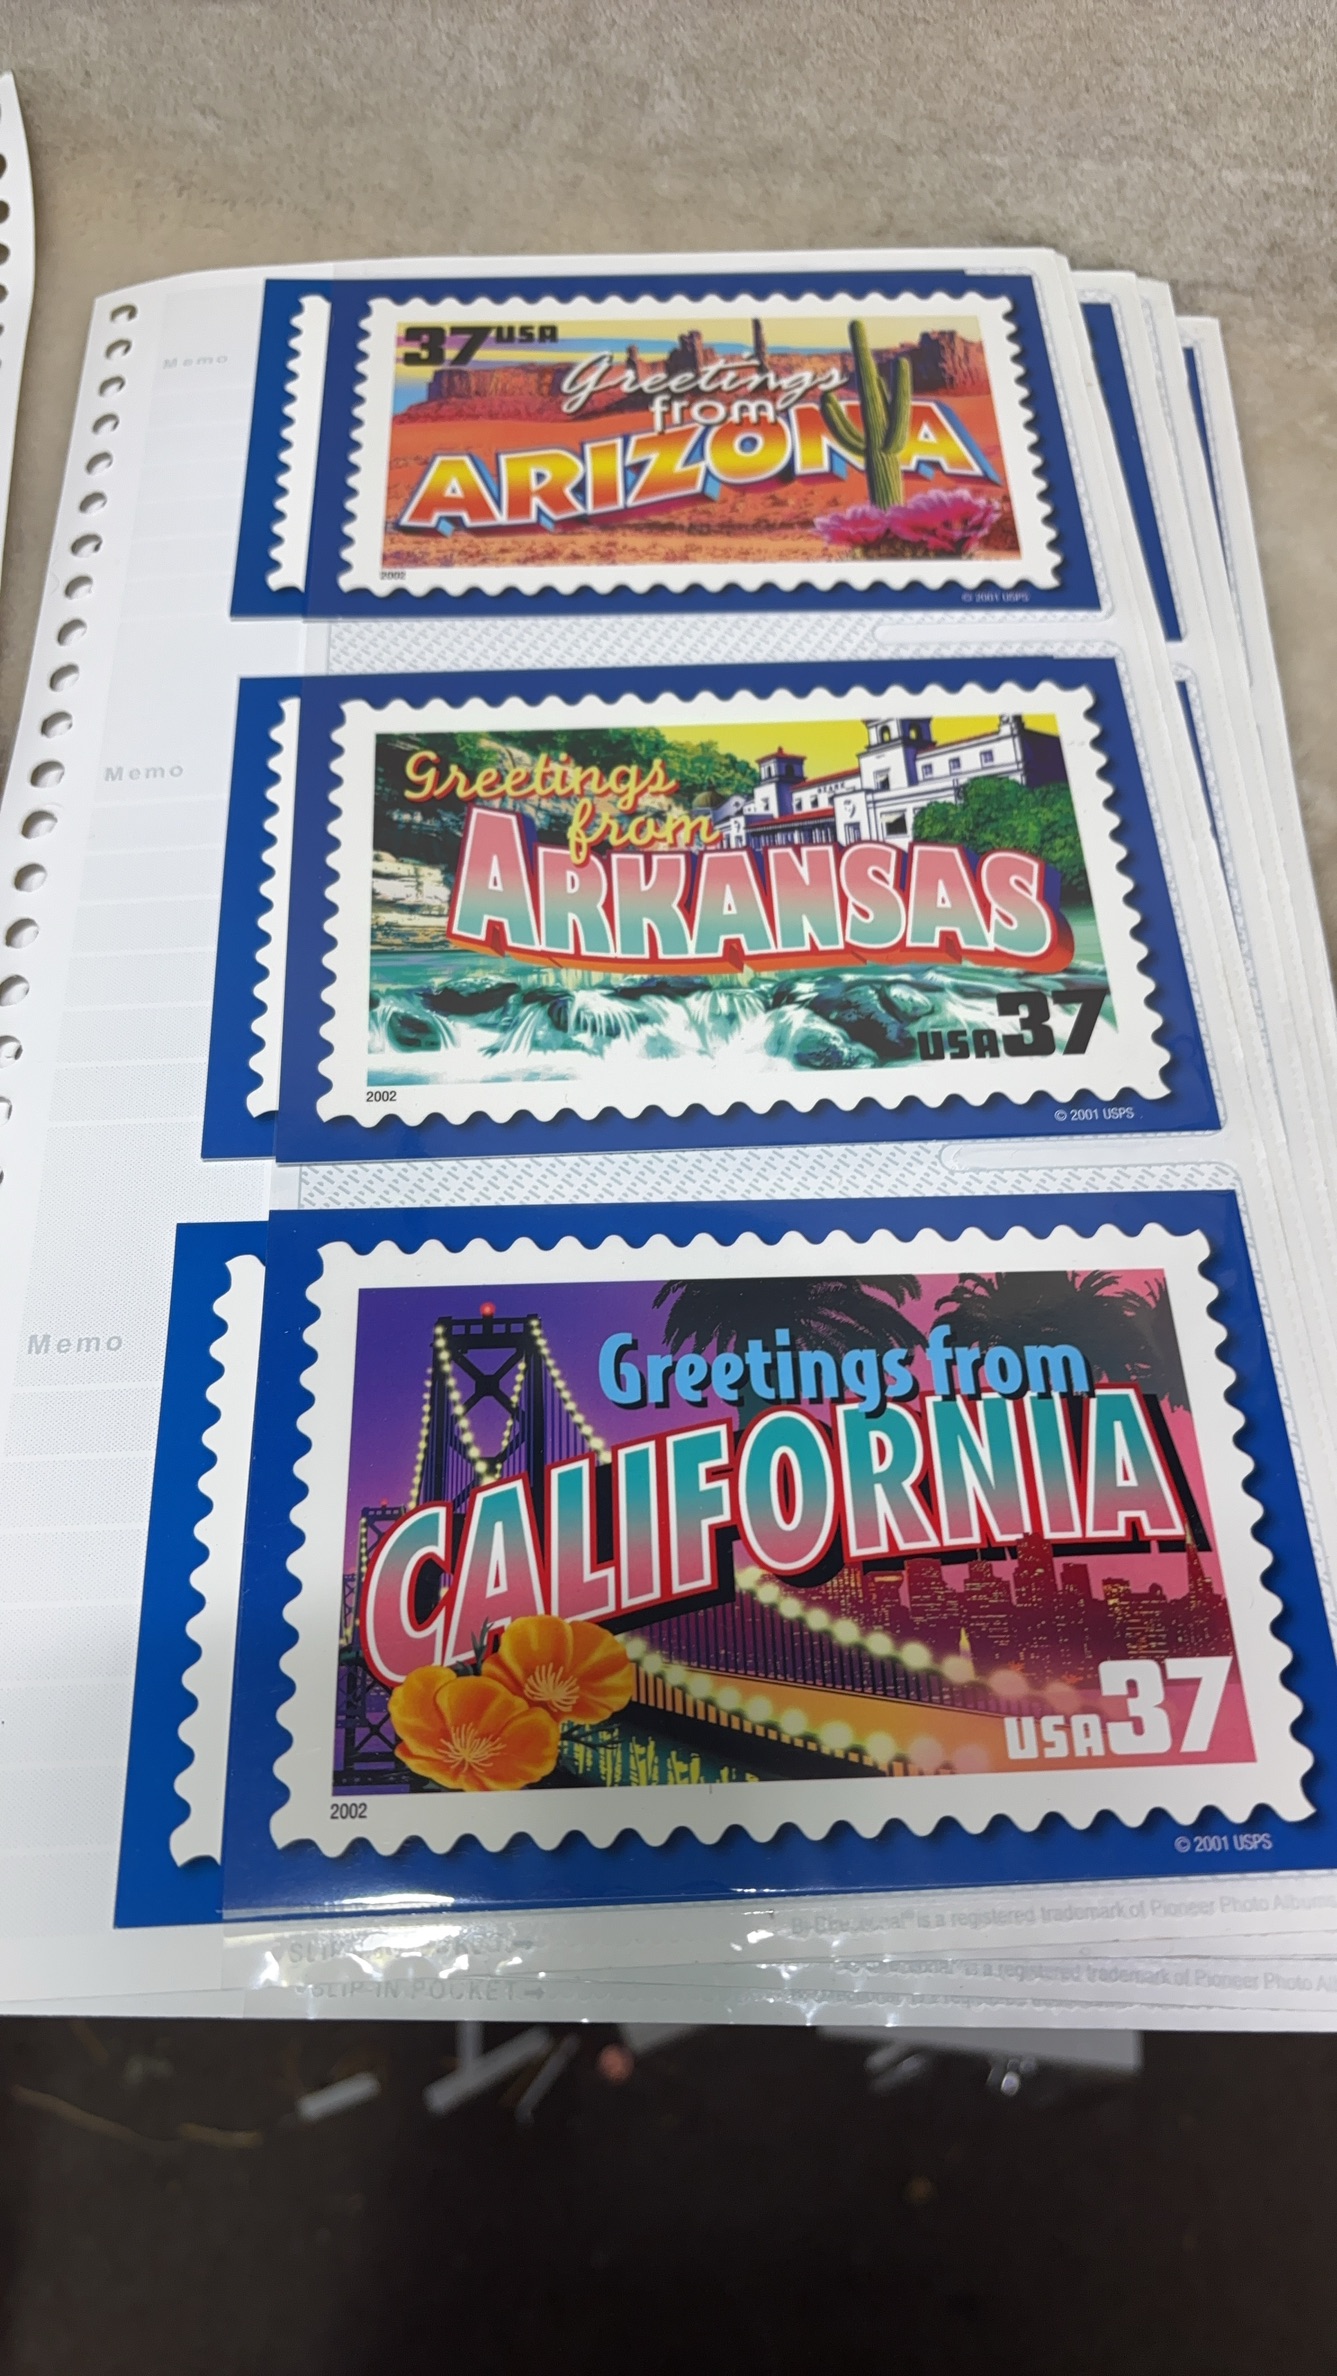 Memo
37 USA
Greetings
from
ARIZONA
2002
© 2001 USPS
Memo
Greetings
from
ARKANSAS
USA 37
2002
© 2001 USPS
Memo
Greetings from
CALIFORNIA
USA 37
2002
© 2001 USPS
is a registered trademark of Pioneer Photo Albums
is a registered trademark of Pioneer Photo
SLIP-IN POCKET→